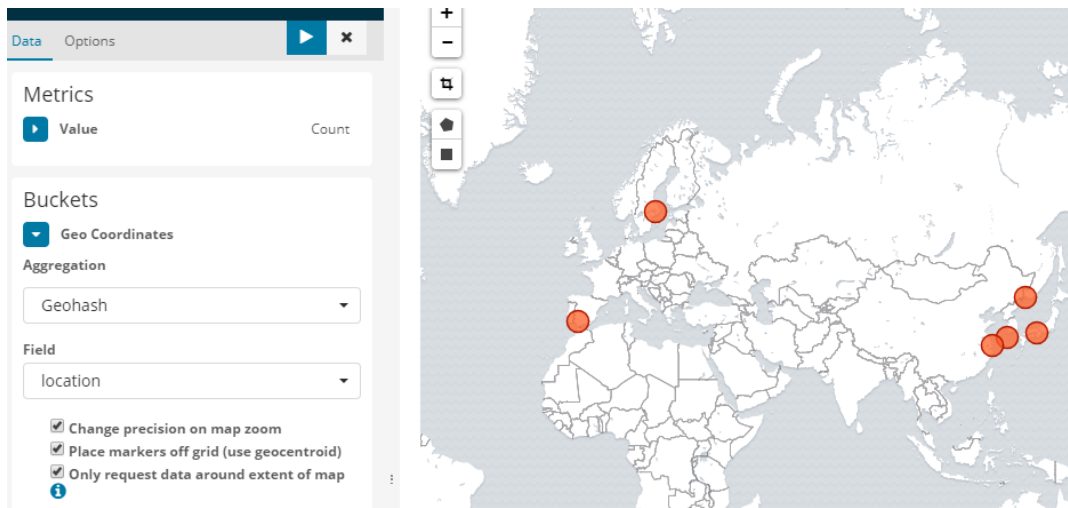 Data Options
Metrics
Value Count
Buckets
Geo Coordinates
Aggregation
Geohash
Field
location
Change precision on map zoom
Place markers off grid (use geocentroid)
Only request data around extent of map
+
−